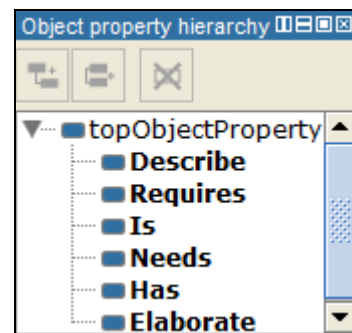 Object property hierarchy
topObjectProperty
Describe
Requires
Is
Needs
Has
Elaborate